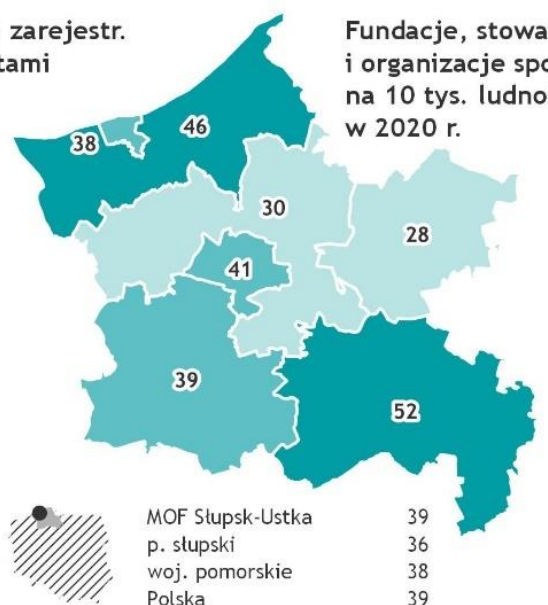 zarejestr.
tami
Fundacje, stowa
i organizacje spo
na 10 tys. ludno
w 2020 r.
46
38
30
28
41
39
52
MOF Słupsk-Ustka 39
p. słupski 36
woj. pomorskie 38
Polska 39